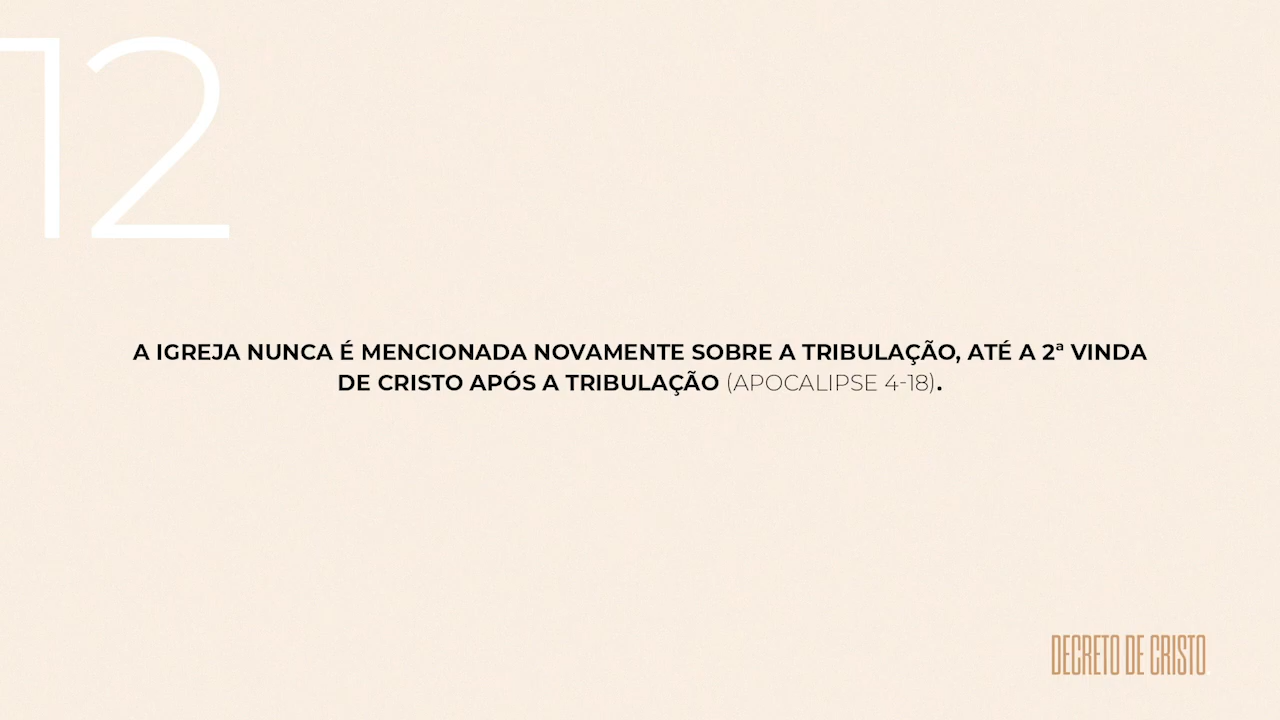 12
A IGREJA NUNCA É MENCIONADA NOVAMENTE SOBRE A TRIBULAÇÃO, ATÉ A 2ª VINDA
DE CRISTO APÓS A TRIBULAÇÃO (APOCALIPSE 4-18).
DECRETO DE CRISTO